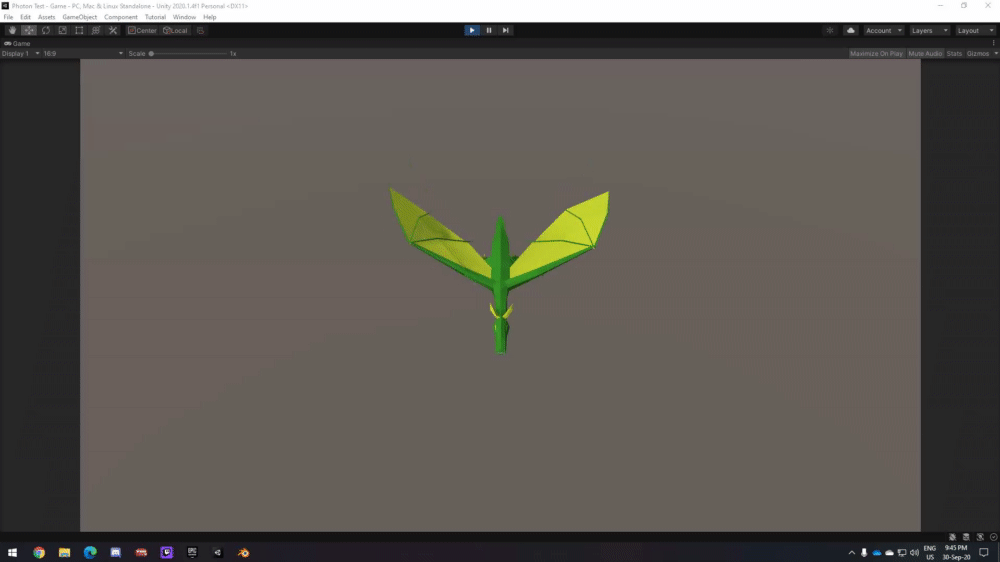 Photon Test - Game - PC, Mac & Linux Standalone - Unity 2020.1.4f1 Personal <DX11>
File Edit Assets GameObject Component Tutorial Window Help
Center Local Account Layers Layout
Game
Display 1 16:9 Scale 1x Maximize On Play Mute Audio Stats Gizmos
ENG 9:45 PM
US 30-Sep-20